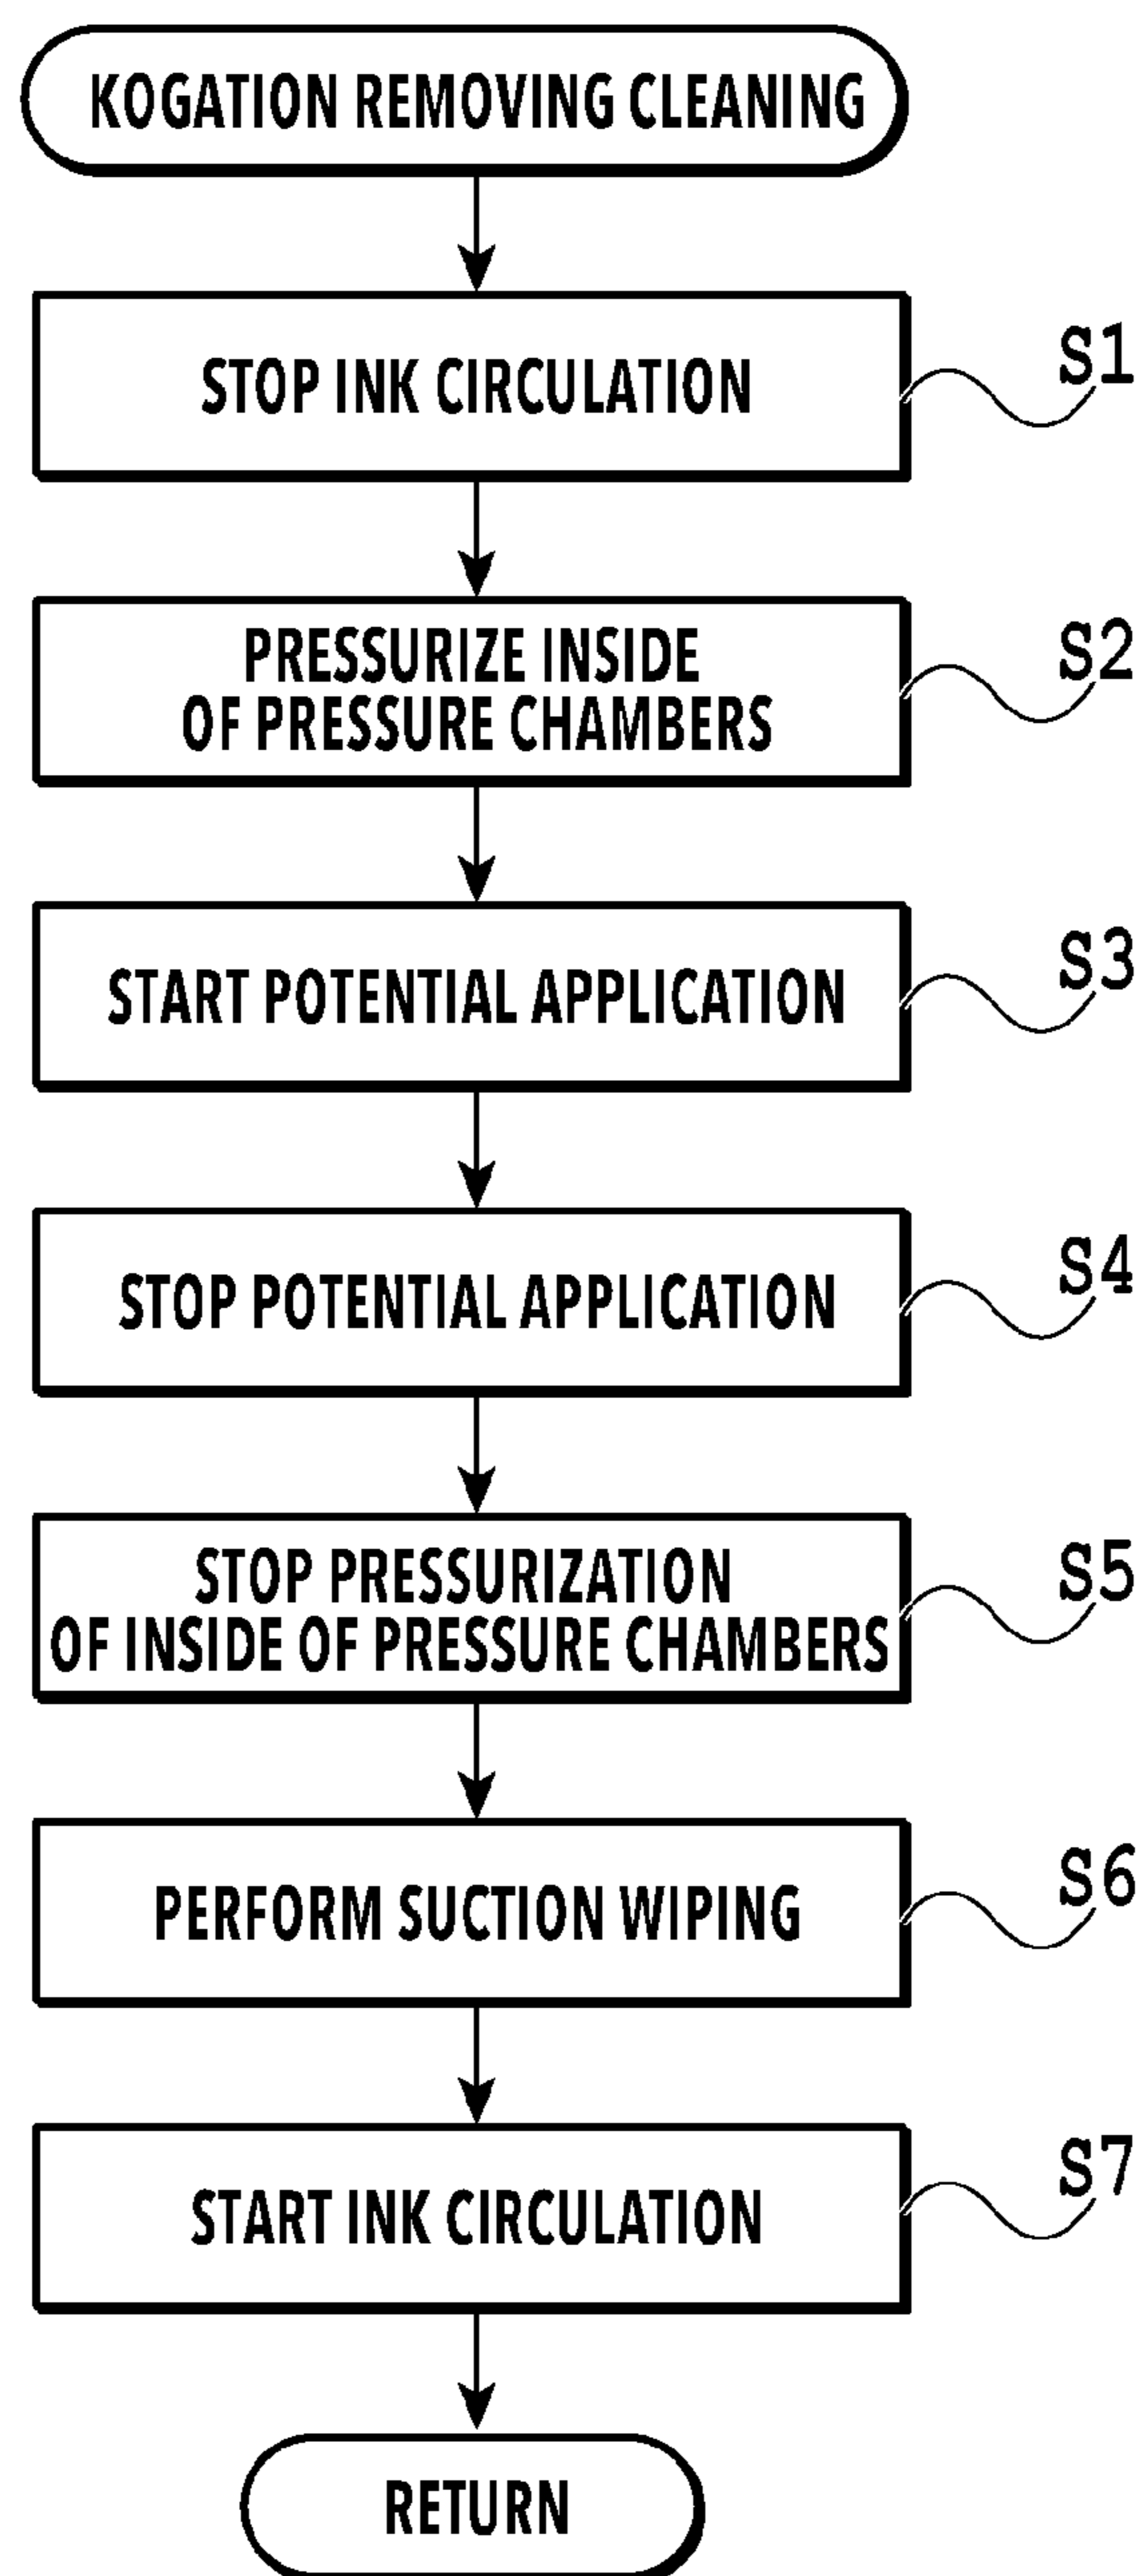 KOGATION REMOVING CLEANING
STOP INK CIRCULATION
S1
PRESSURIZE INSIDE
OF PRESSURE CHAMBERS
S2
START POTENTIAL APPLICATION
S3
STOP POTENTIAL APPLICATION
S4
STOP PRESSURIZATION
OF INSIDE OF PRESSURE CHAMBERS
S5
PERFORM SUCTION WIPING
S6
START INK CIRCULATION
S7
RETURN